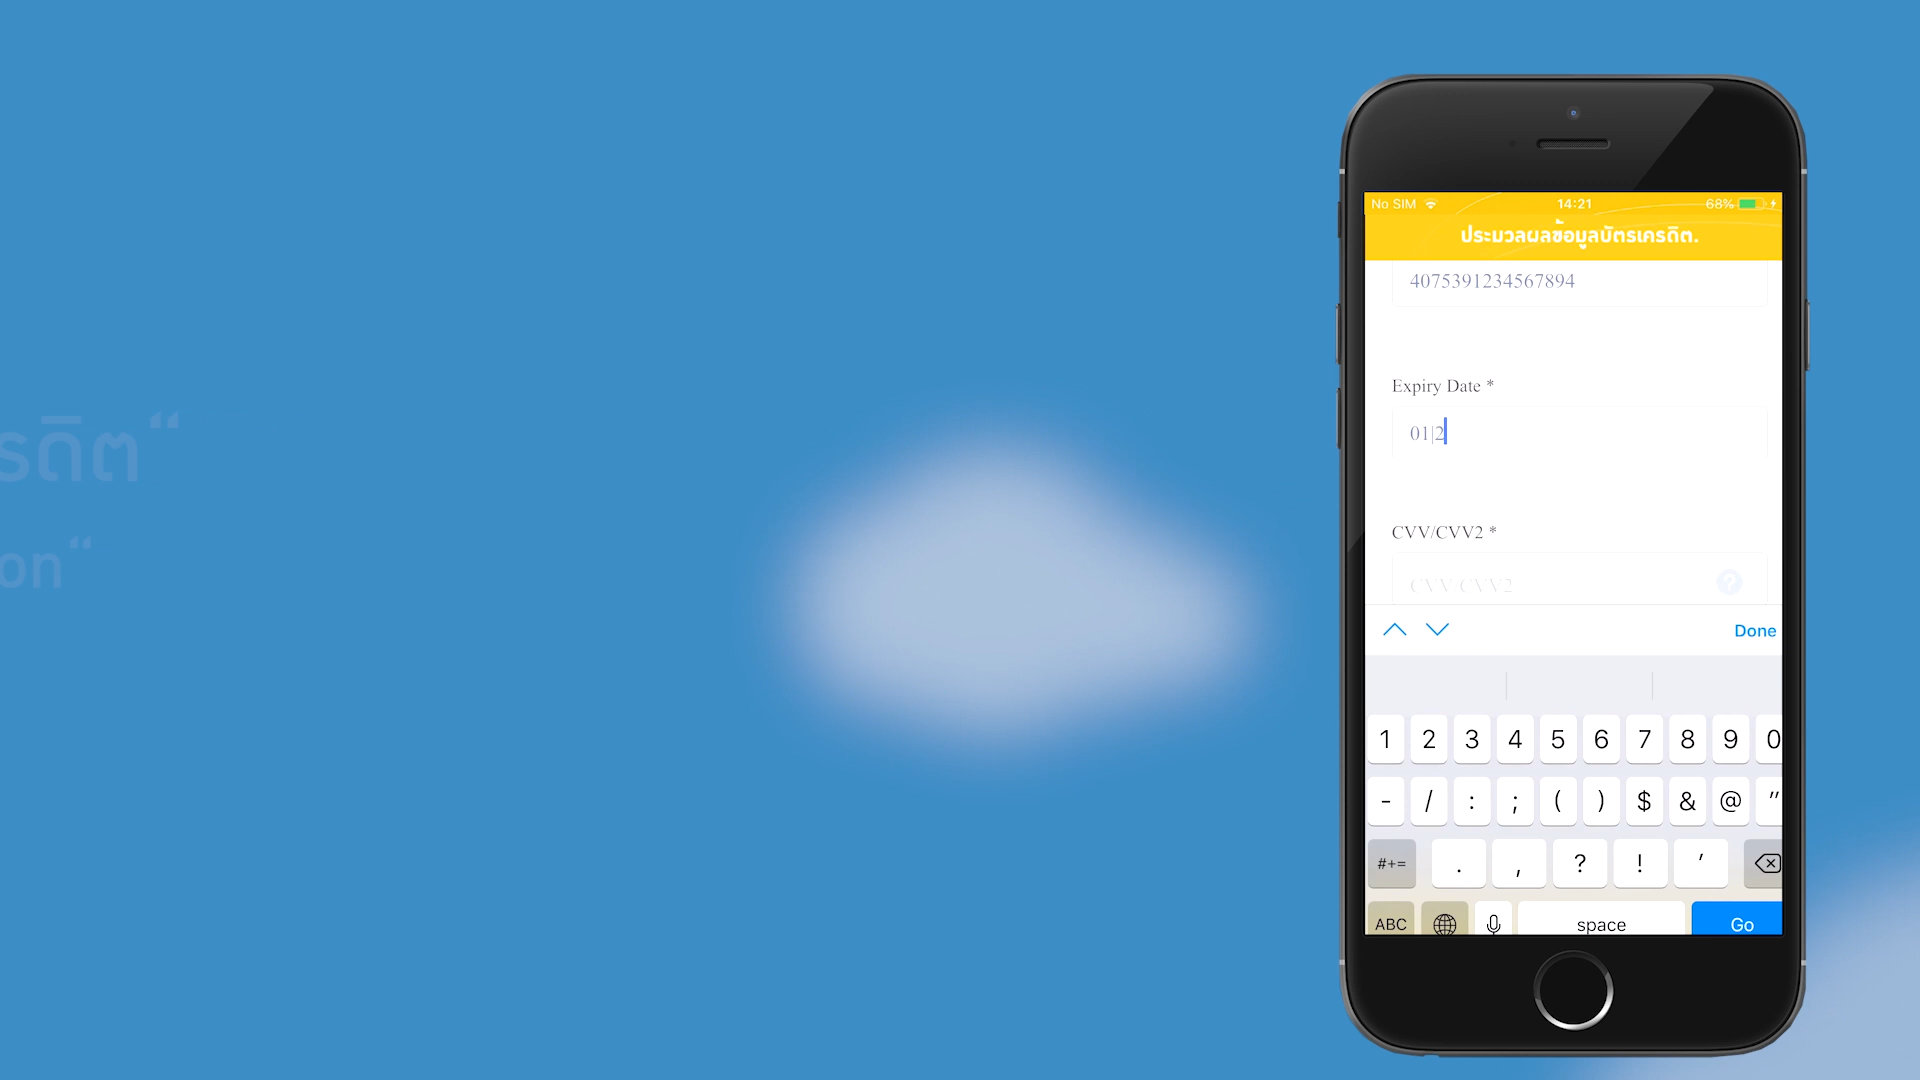 รดิต“
on“
No SIM 14:21 68%
ประมวลผลข้อมูลบัตรเครดิต.
4075391234567894
Expiry Date *
01|2
CVV/CVV2 *
CVV/CVV2
Done
1 2 3 4 5 6 7 8 9 0
- / : ; ( ) $ & @ "
#+= . , ? ! '
ABC space Go